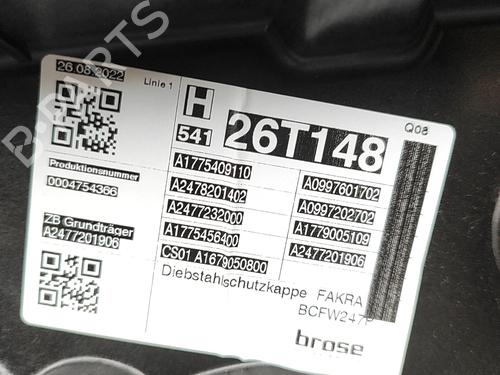 B-PARTS
26.08.2022
Linie 1
H
541
26T148
Q08
Produktionsnummer
0004754366
ZB Grundträger
A2477201906
A1775409110
A2478201402
A2477232000
A1775456400
CS01 A1679050800
A0997601702
A0997202702
A1779005109
A2477201906
Diebstahlschutzkappe FAKRA
BCFW247P
brose